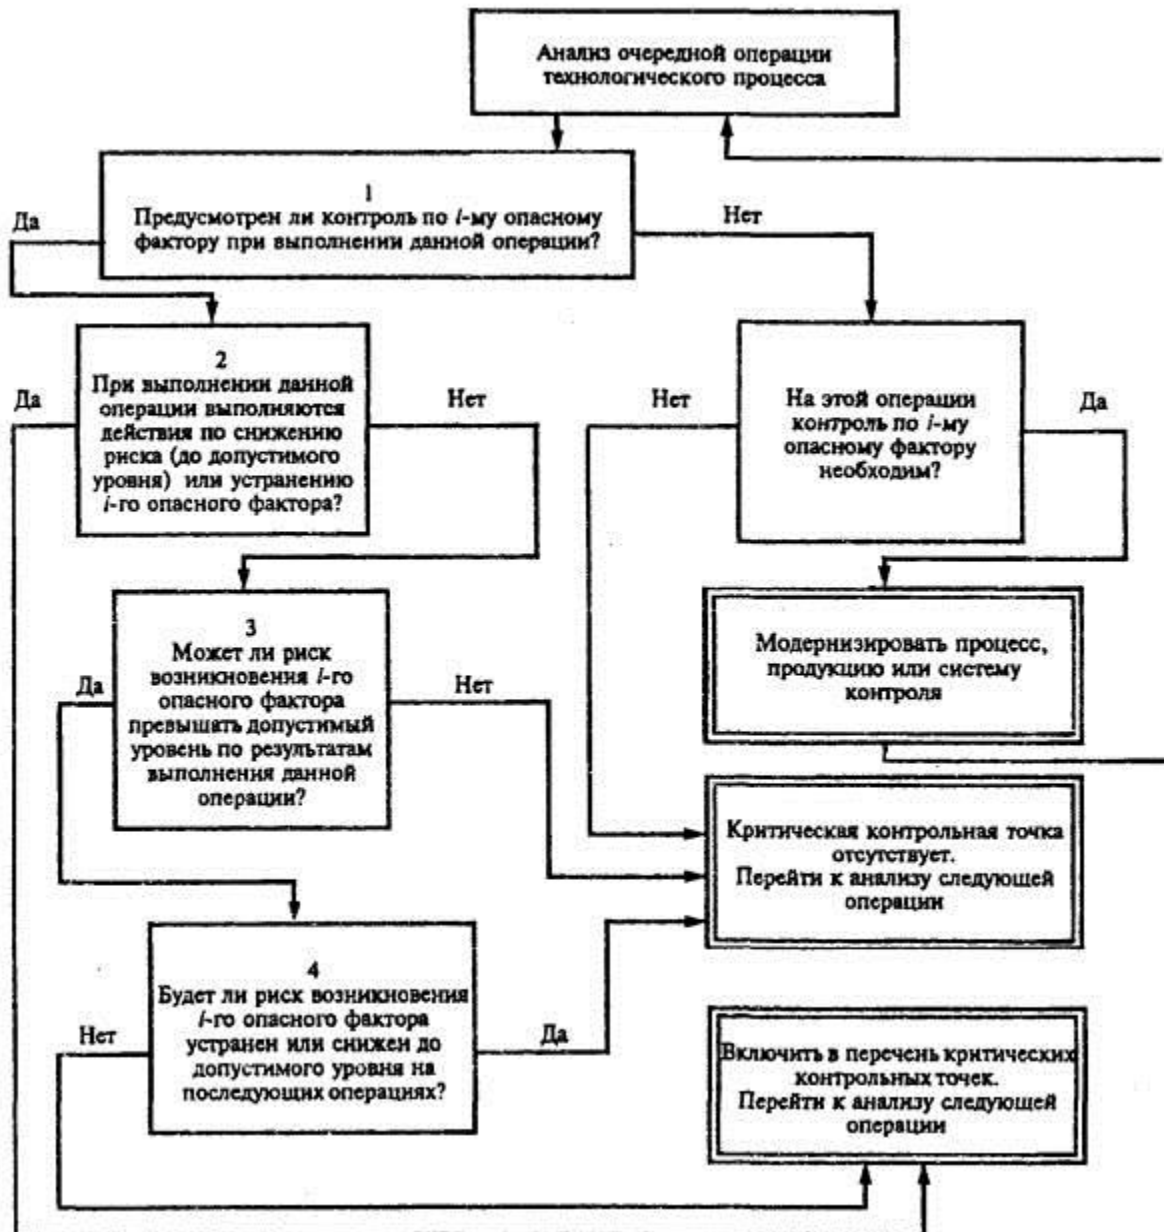 Анализ очередной операции
технологического процесса
1
Предусмотрен ли контроль по i-му опасному
фактору при выполнении данной операции?
Да
Нет
2
При выполнении данной
операции выполняются
действия по снижению
риска (до допустимого
уровня) или устранению
i-го опасного фактора?
Да
Нет
На этой операции
контроль по i-му
опасному фактору
необходим?
Нет
Да
3
Может ли риск
возникновения i-го
опасного фактора
превышать допустимый
уровень по результатам
выполнения данной
операции?
Да
Нет
Модернизировать процесс,
продукцию или систему
контроля
Критическая контрольная точка
отсутствует.
Перейти к анализу следующей
операции
4
Будет ли риск возникновения
i-го опасного фактора
устранен или снижен до
допустимого уровня на
последующих операциях?
Нет
Да
Включить в перечень критических
контрольных точек.
Перейти к анализу следующей
операции